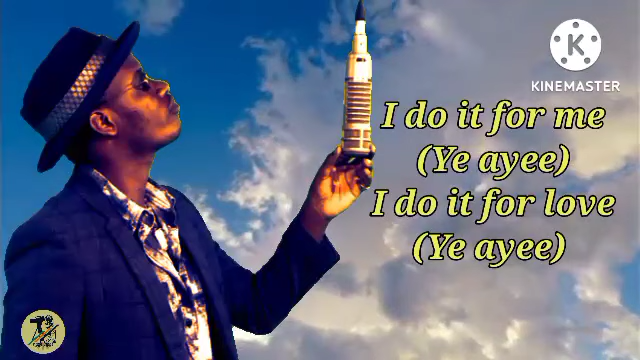 KINEMASTER
I do it for me
(Ye ayee)
I do it for love
(Ye ayee)